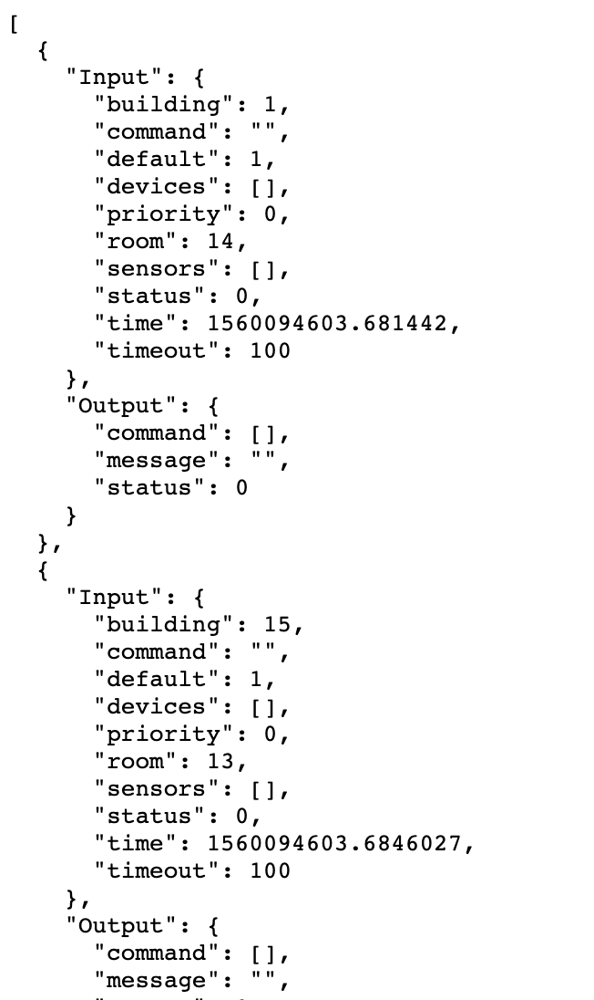 [
  {
    "Input": {
      "building": 1,
      "command": "",
      "default": 1,
      "devices": [],
      "priority": 0,
      "room": 14,
      "sensors": [],
      "status": 0,
      "time": 1560094603.681442,
      "timeout": 100
    },
    "Output": {
      "command": [],
      "message": "",
      "status": 0
    }
  },
  {
    "Input": {
      "building": 15,
      "command": "",
      "default": 1,
      "devices": [],
      "priority": 0,
      "room": 13,
      "sensors": [],
      "status": 0,
      "time": 1560094603.6846027,
      "timeout": 100
    },
    "Output": {
      "command": [],
      "message": "",